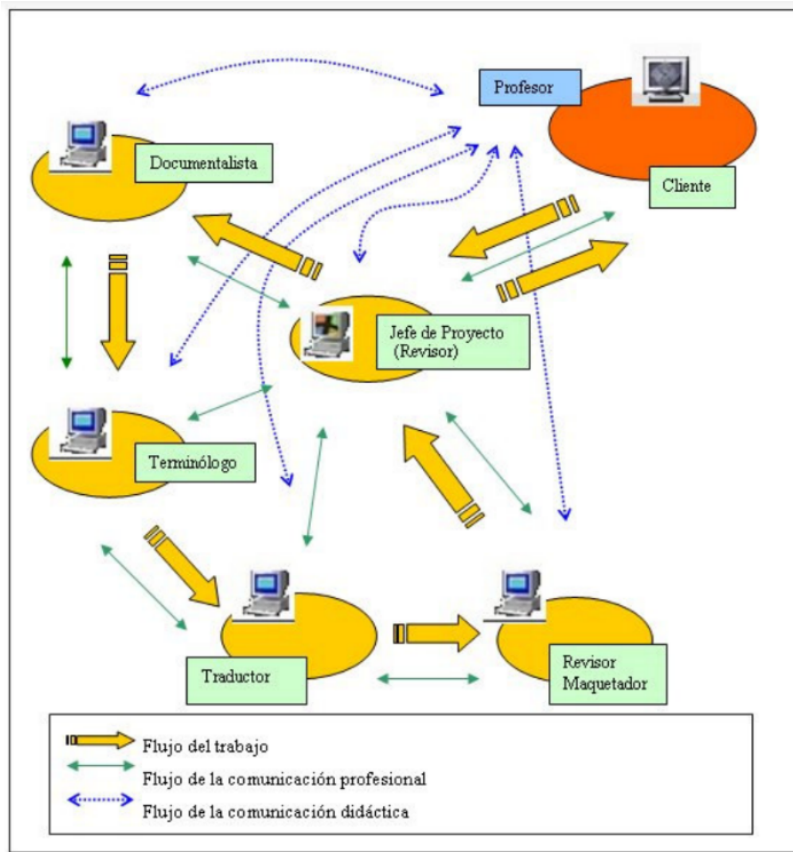 Profesor
Documentalista
Cliente
Jefe de Proyecto
(Revisor)
Terminólogo
Traductor
Revisor
Maquetador
Flujo del trabajo
Flujo de la comunicación profesional
Flujo de la comunicación didáctica